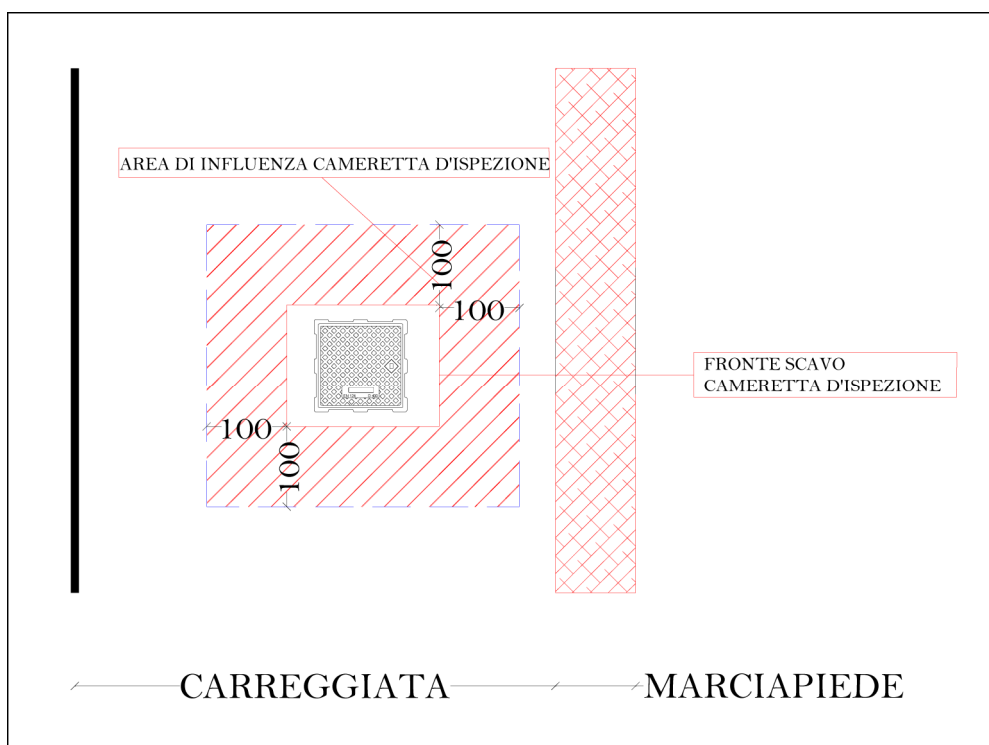 AREA DI INFLUENZA CAMERETTA D'ISPEZIONE
100
100
FRONTE SCAVO
CAMERETTA D'ISPEZIONE
100
100
CARREGGIATA
MARCIAPIEDE